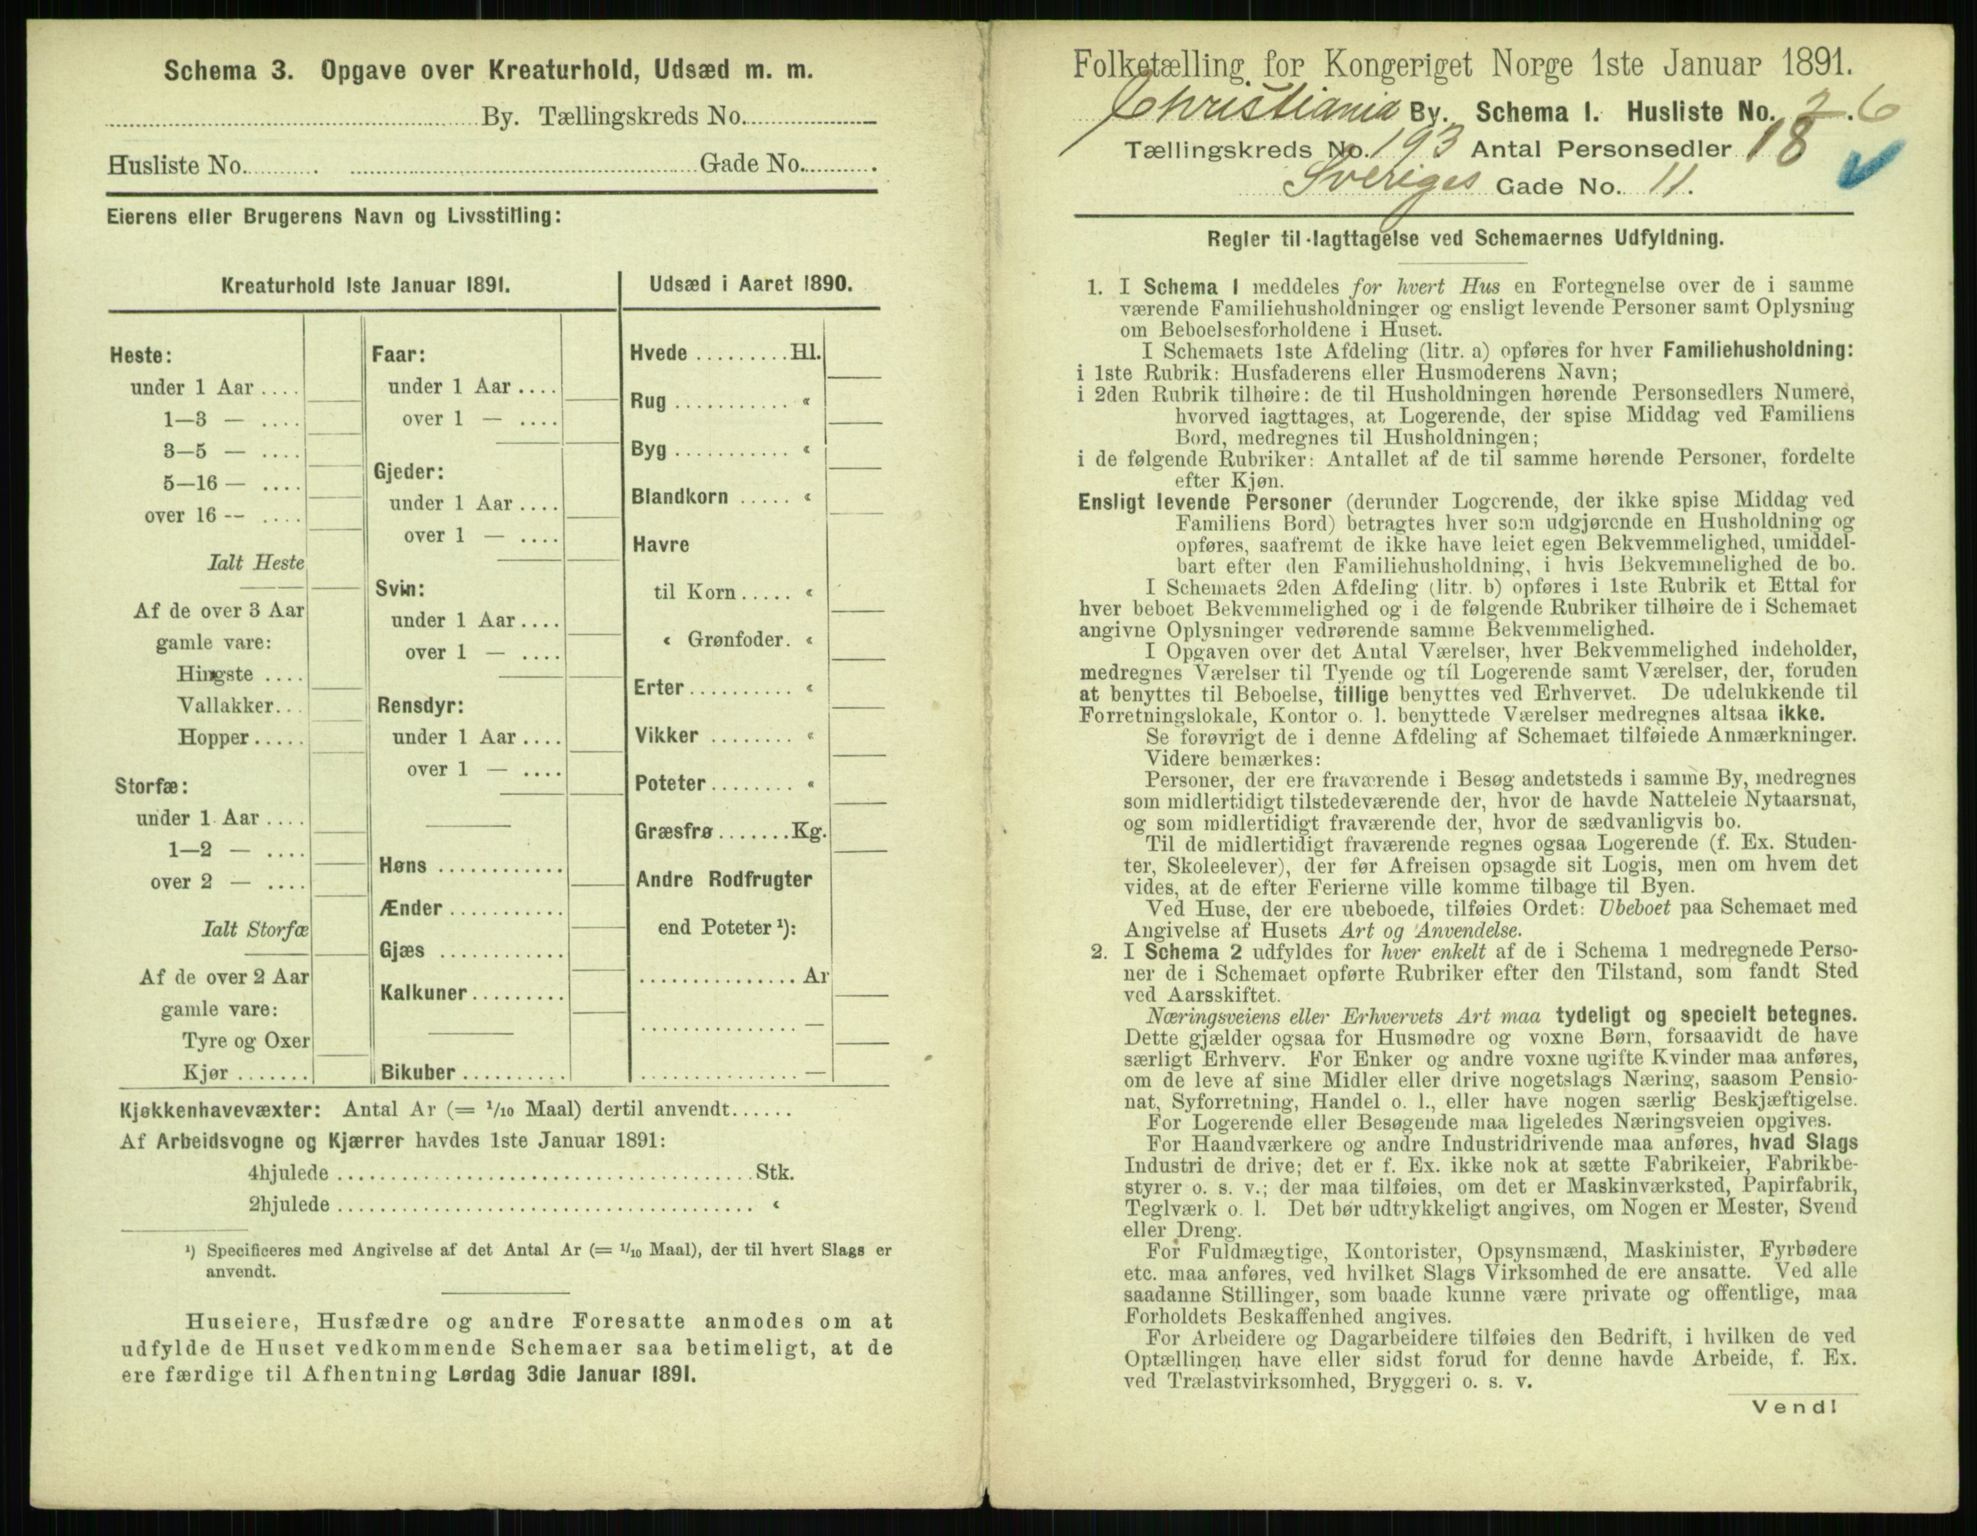 Schema 3. Opgave over Kreaturhold, Udsæd m. m.
By. Tællingskreds No.
Husliste No. Gade No.
Eierens eller Brugerens Navn og Livsstilling:
Kreaturhold 1ste Januar 1891.
Heste:
under 1 Aar ....
1—3 — ....
3—5 — ....
5—16 — ....
over 16 -- ....
Ialt Heste
Af de over 3 Aar
gamle vare:
Hingste ....
Vallakker...
Hopper.....
Storfæ:
under 1 Aar ....
1—2 — ....
over 2 — ....
Ialt Storfæ
Af de over 2 Aar
gamle vare:
Tyre og Oxer
Kjør .......
Faar:
under 1 Aar ....
over 1 — ....
Gjeder:
under 1 Aar ....
over 1 — ....
Svin:
under 1 Aar ....
over 1 — ....
Rensdyr:
under 1 Aar ....
over 1 — ....
Høns ............
Ænder...........
Gjæs ............
Kalkuner.........
Bikuber..........
Udsæd i Aaret 1890.
Hvede .........Hl.
Rug ........... «
Byg ........... «
Blandkorn ..... «
Havre
til Korn..... «
« Grønfoder. «
Erter.......... «
Vikker ........ «
Poteter........ «
Græsfrø.......Kg.
Andre Rodfrugter
end Poteter ¹):
............... Ar
............... —
............... —
Kjøkkenhavevæxter: Antal Ar (= 1/10 Maal) dertil anvendt......
Af Arbeidsvogne og Kjærrer havdes 1ste Januar 1891:
4hjulede ......................................Stk.
2hjulede ...................................... «
¹) Specificeres med Angivelse af det Antal Ar (= 1/10 Maal), der til hvert Slags er
anvendt.
Huseiere, Husfædre og andre Foresatte anmodes om at
udfylde de Huset vedkommende Schemaer saa betimeligt, at de
ere færdige til Afhentning Lørdag 3die Januar 1891.
Folketælling for Kongeriget Norge 1ste Januar 1891.
Christiania By. Schema 1. Husliste No. 26
Tællingskreds No. 193 Antal Personsedler 18
Sveriges Gade No. 11.
Regler til Iagttagelse ved Schemaernes Udfyldning.
1. I Schema 1 meddeles for hvert Hus en Fortegnelse over de i samme
værende Familiehusholdninger og ensligt levende Personer samt Oplysning
om Beboelsesforholdene i Huset.
I Schemaets 1ste Afdeling (litr. a) opføres for hver Familiehusholdning:
i 1ste Rubrik: Husfaderens eller Husmoderens Navn;
i 2den Rubrik tilhøire: de til Husholdningen hørende Personsedlers Numere,
hvorved iagttages, at Logerende, der spise Middag ved Familiens
Bord, medregnes til Husholdningen;
i de følgende Rubriker: Antallet af de til samme hørende Personer, fordelte
efter Kjøn.
Ensligt levende Personer (derunder Logerende, der ikke spise Middag ved
Familiens Bord) betragtes hver som udgjørende en Husholdning og
opføres, saafremt de ikke have leiet egen Bekvemmelighed, umiddel-
bart efter den Familiehusholdning, i hvis Bekvemmelighed de bo.
I Schemaets 2den Afdeling (litr. b) opføres i 1ste Rubrik et Ettal for
hver beboet Bekvemmelighed og i de følgende Rubriker tilhøire de i Schemaet
angivne Oplysninger vedrørende samme Bekvemmelighed.
I Opgaven over det Antal Værelser, hver Bekvemmelighed indeholder,
medregnes Værelser til Tyende og til Logerende samt Værelser, der, foruden
at benyttes til Beboelse, tillige benyttes ved Erhvervet. De udelukkende til
Forretningslokale, Kontor o. l. benyttede Værelser medregnes altsaa ikke.
Se forøvrigt de i denne Afdeling af Schemaet tilføiede Anmærkninger.
Videre bemærkes:
Personer, der ere fraværende i Besøg andetsteds i samme By, medregnes
som midlertidigt tilstedeværende der, hvor de havde Natteleie Nytaarsnat,
og som midlertidigt fraværende der, hvor de sædvanligvis bo.
Til de midlertidigt fraværende regnes ogsaa Logerende (f. Ex. Studen-
ter, Skoleelever), der før Afreisen opsagde sit Logis, men om hvem det
vides, at de efter Ferierne ville komme tilbage til Byen.
Ved Huse, der ere ubeboede, tilføies Ordet: Ubeboet paa Schemaet med
Angivelse af Husets Art og Anvendelse.
2. I Schema 2 udfyldes for hver enkelt af de i Schema 1 medregnede Perso-
ner de i Schemaet opførte Rubriker efter den Tilstand, som fandt Sted
ved Aarsskiftet.
Næringsveiens eller Erhvervets Art maa tydeligt og specielt betegnes.
Dette gjælder ogsaa for Husmødre og voxne Børn, forsaavidt de have
særligt Erhverv. For Enker og andre voxne ugifte Kvinder maa anføres,
om de leve af sine Midler eller drive nogetslags Næring, saasom Pensio-
nat, Syforretning, Handel o. l., eller have nogen særlig Beskjæftigelse.
For Logerende eller Besøgende maa ligeledes Næringsveien opgives.
For Haandværkere og andre Industridrivende maa anføres, hvad Slags
Industri de drive; det er f. Ex. ikke nok at sætte Fabrikeier, Fabrikbe-
styrer o. s. v.; der maa tilføies, om det er Maskinværksted, Papirfabrik,
Teglværk o. l. Det bør udtrykkeligt angives, om Nogen er Mester, Svend
eller Dreng.
For Fuldmægtige, Kontorister, Opsynsmænd, Maskinister, Fyrbødere
etc. maa anføres, ved hvilket Slags Virksomhed de ere ansatte. Ved alle
saadanne Stillinger, som baade kunne være private og offentlige, maa
Forholdets Beskaffenhed angives.
For Arbeidere og Dagarbeidere tilføies den Bedrift, i hvilken de ved
Optællingen have eller sidst forud for denne havde Arbeide, f. Ex.
ved Trælastvirksomhed, Bryggeri o. s. v.
Vend!